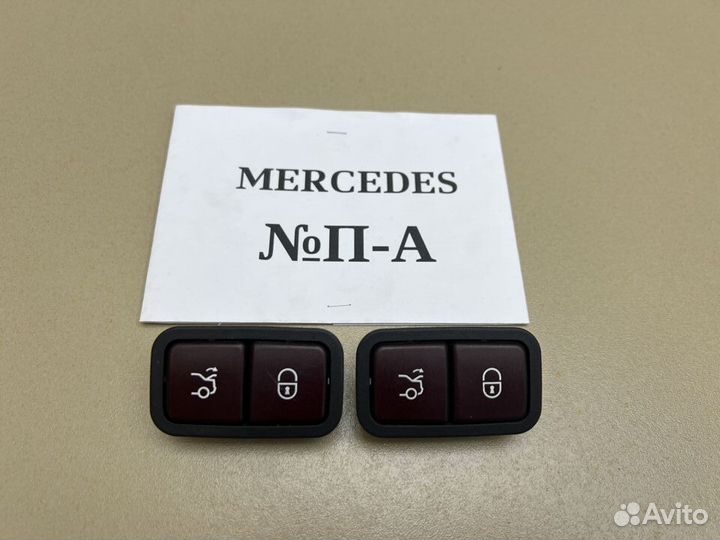 MERCEDES
№П-А
Avito